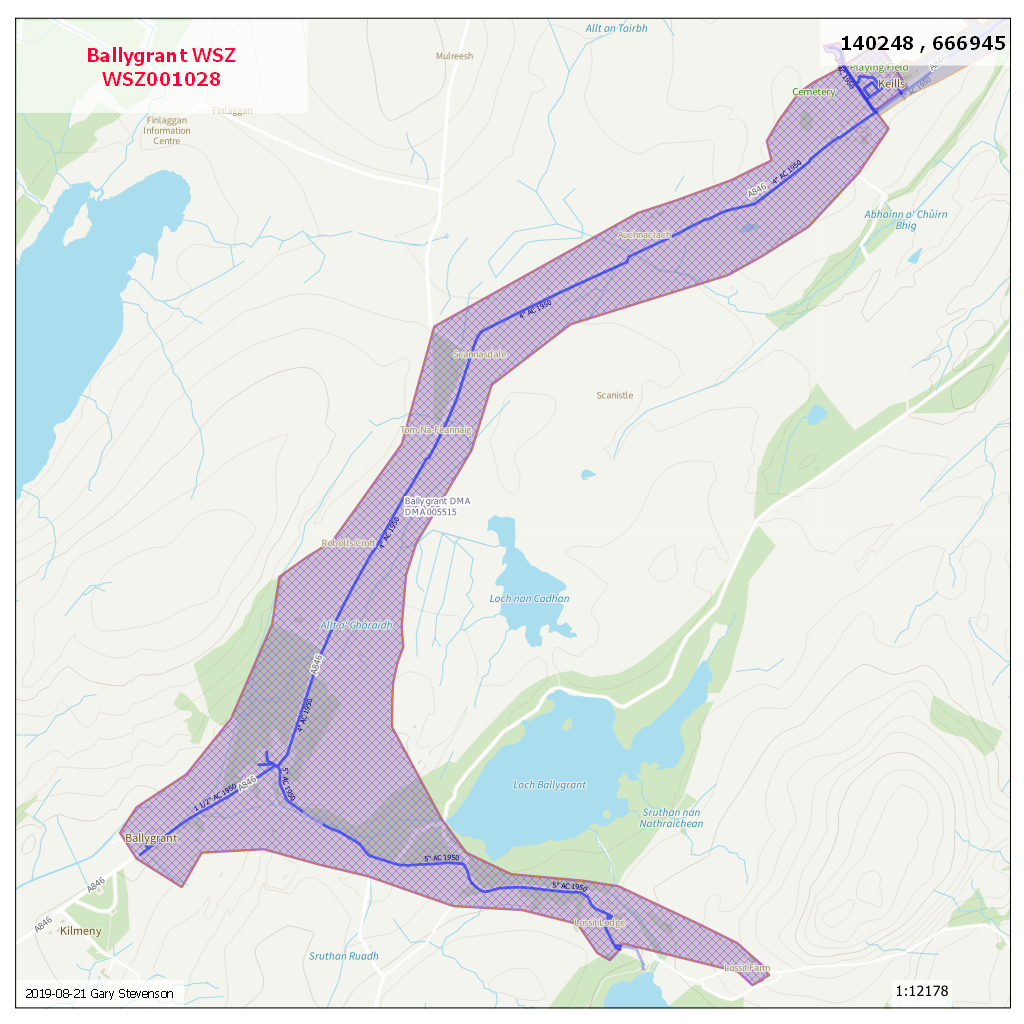 Ballygrant WSZ
WSZ001028
140248 , 666945
Allt an Tairbh
Mulreesh
Playing Field
Keills
A846
AC 1950
AC 1950
Cemetery
Finlaggan
Finlaggan
Information
Centre
A846
4" AC 1950
Abhainn a' Chùirn
Bhig
Auchnaclach
4" AC 1950
Scannasdale
Scanistle
Tom-Na-Feannaig
Ballygrant DMA
DMA005515
4" AC 1950
Robolls Croft
Loch nan Cadhan
Allt a' Gharaidh
A846
4" AC 1950
5" AC 1950
A846
1 1/2" AC 1950
Loch Ballygrant
Sruthan nan
Nathraichean
Ballygrant
5" AC 1950
5" AC 1950
A846
A846
Kilmeny
Lossit Lodge
Sruthan Ruadh
Lossit Farm
2019-08-21 Gary Stevenson
1:12178